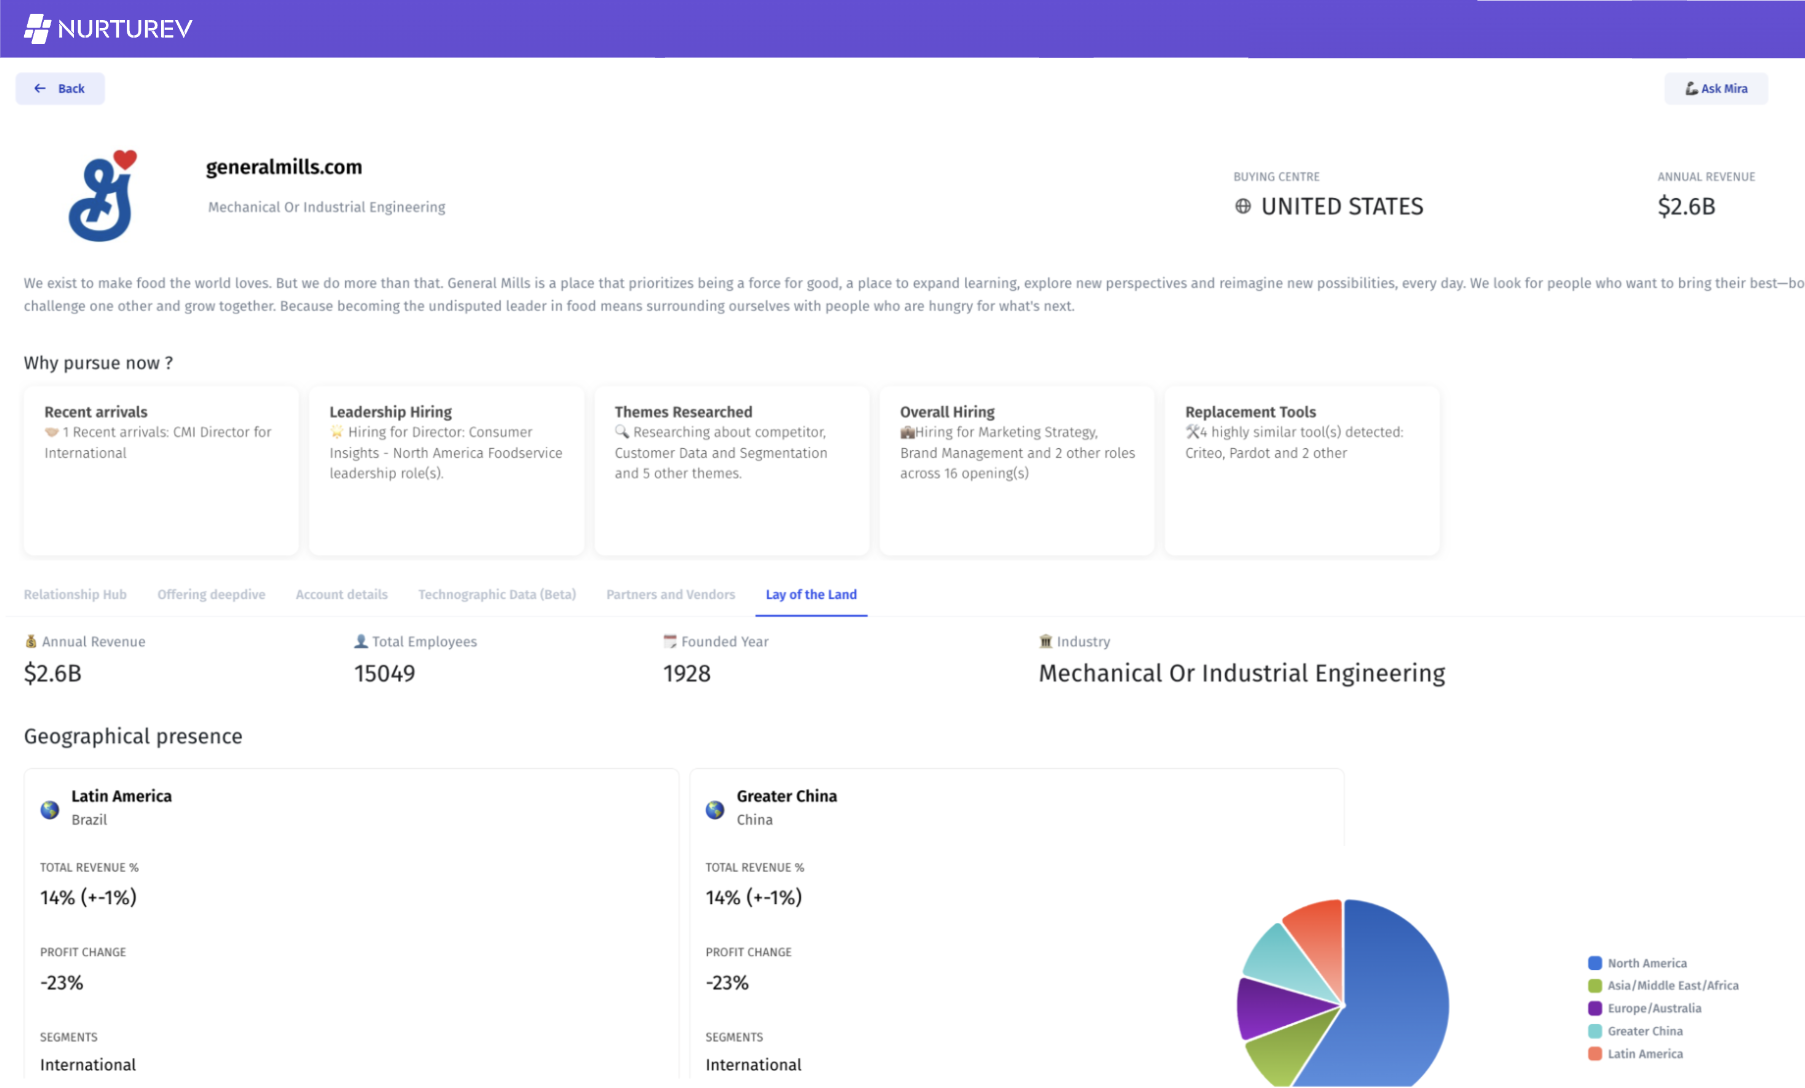 NURTUREV
← Back
Ask Mira
generalmills.com
Mechanical Or Industrial Engineering
BUYING CENTRE
UNITED STATES
ANNUAL REVENUE
$2.6B
We exist to make food the world loves. But we do more than that. General Mills is a place that prioritizes being a force for good, a place to expand learning, explore new perspectives and reimagine new possibilities, every day. We look for people who want to bring their best—bo
challenge one other and grow together. Because becoming the undisputed leader in food means surrounding ourselves with people who are hungry for what's next.
Why pursue now ?
Recent arrivals
1 Recent arrivals: CMI Director for
International
Leadership Hiring
Hiring for Director: Consumer
Insights - North America Foodservice
leadership role(s).
Themes Researched
Researching about competitor,
Customer Data and Segmentation
and 5 other themes.
Overall Hiring
Hiring for Marketing Strategy,
Brand Management and 2 other roles
across 16 opening(s)
Replacement Tools
4 highly similar tool(s) detected:
Criteo, Pardot and 2 other
Relationship Hub
Offering deepdive
Account details
Technographic Data (Beta)
Partners and Vendors
Lay of the Land
Annual Revenue
$2.6B
Total Employees
15049
Founded Year
1928
Industry
Mechanical Or Industrial Engineering
Geographical presence
Latin America
Brazil
TOTAL REVENUE %
14% (+-1%)
PROFIT CHANGE
-23%
SEGMENTS
International
Greater China
China
TOTAL REVENUE %
14% (+-1%)
PROFIT CHANGE
-23%
SEGMENTS
International
North America
Asia/Middle East/Africa
Europe/Australia
Greater China
Latin America